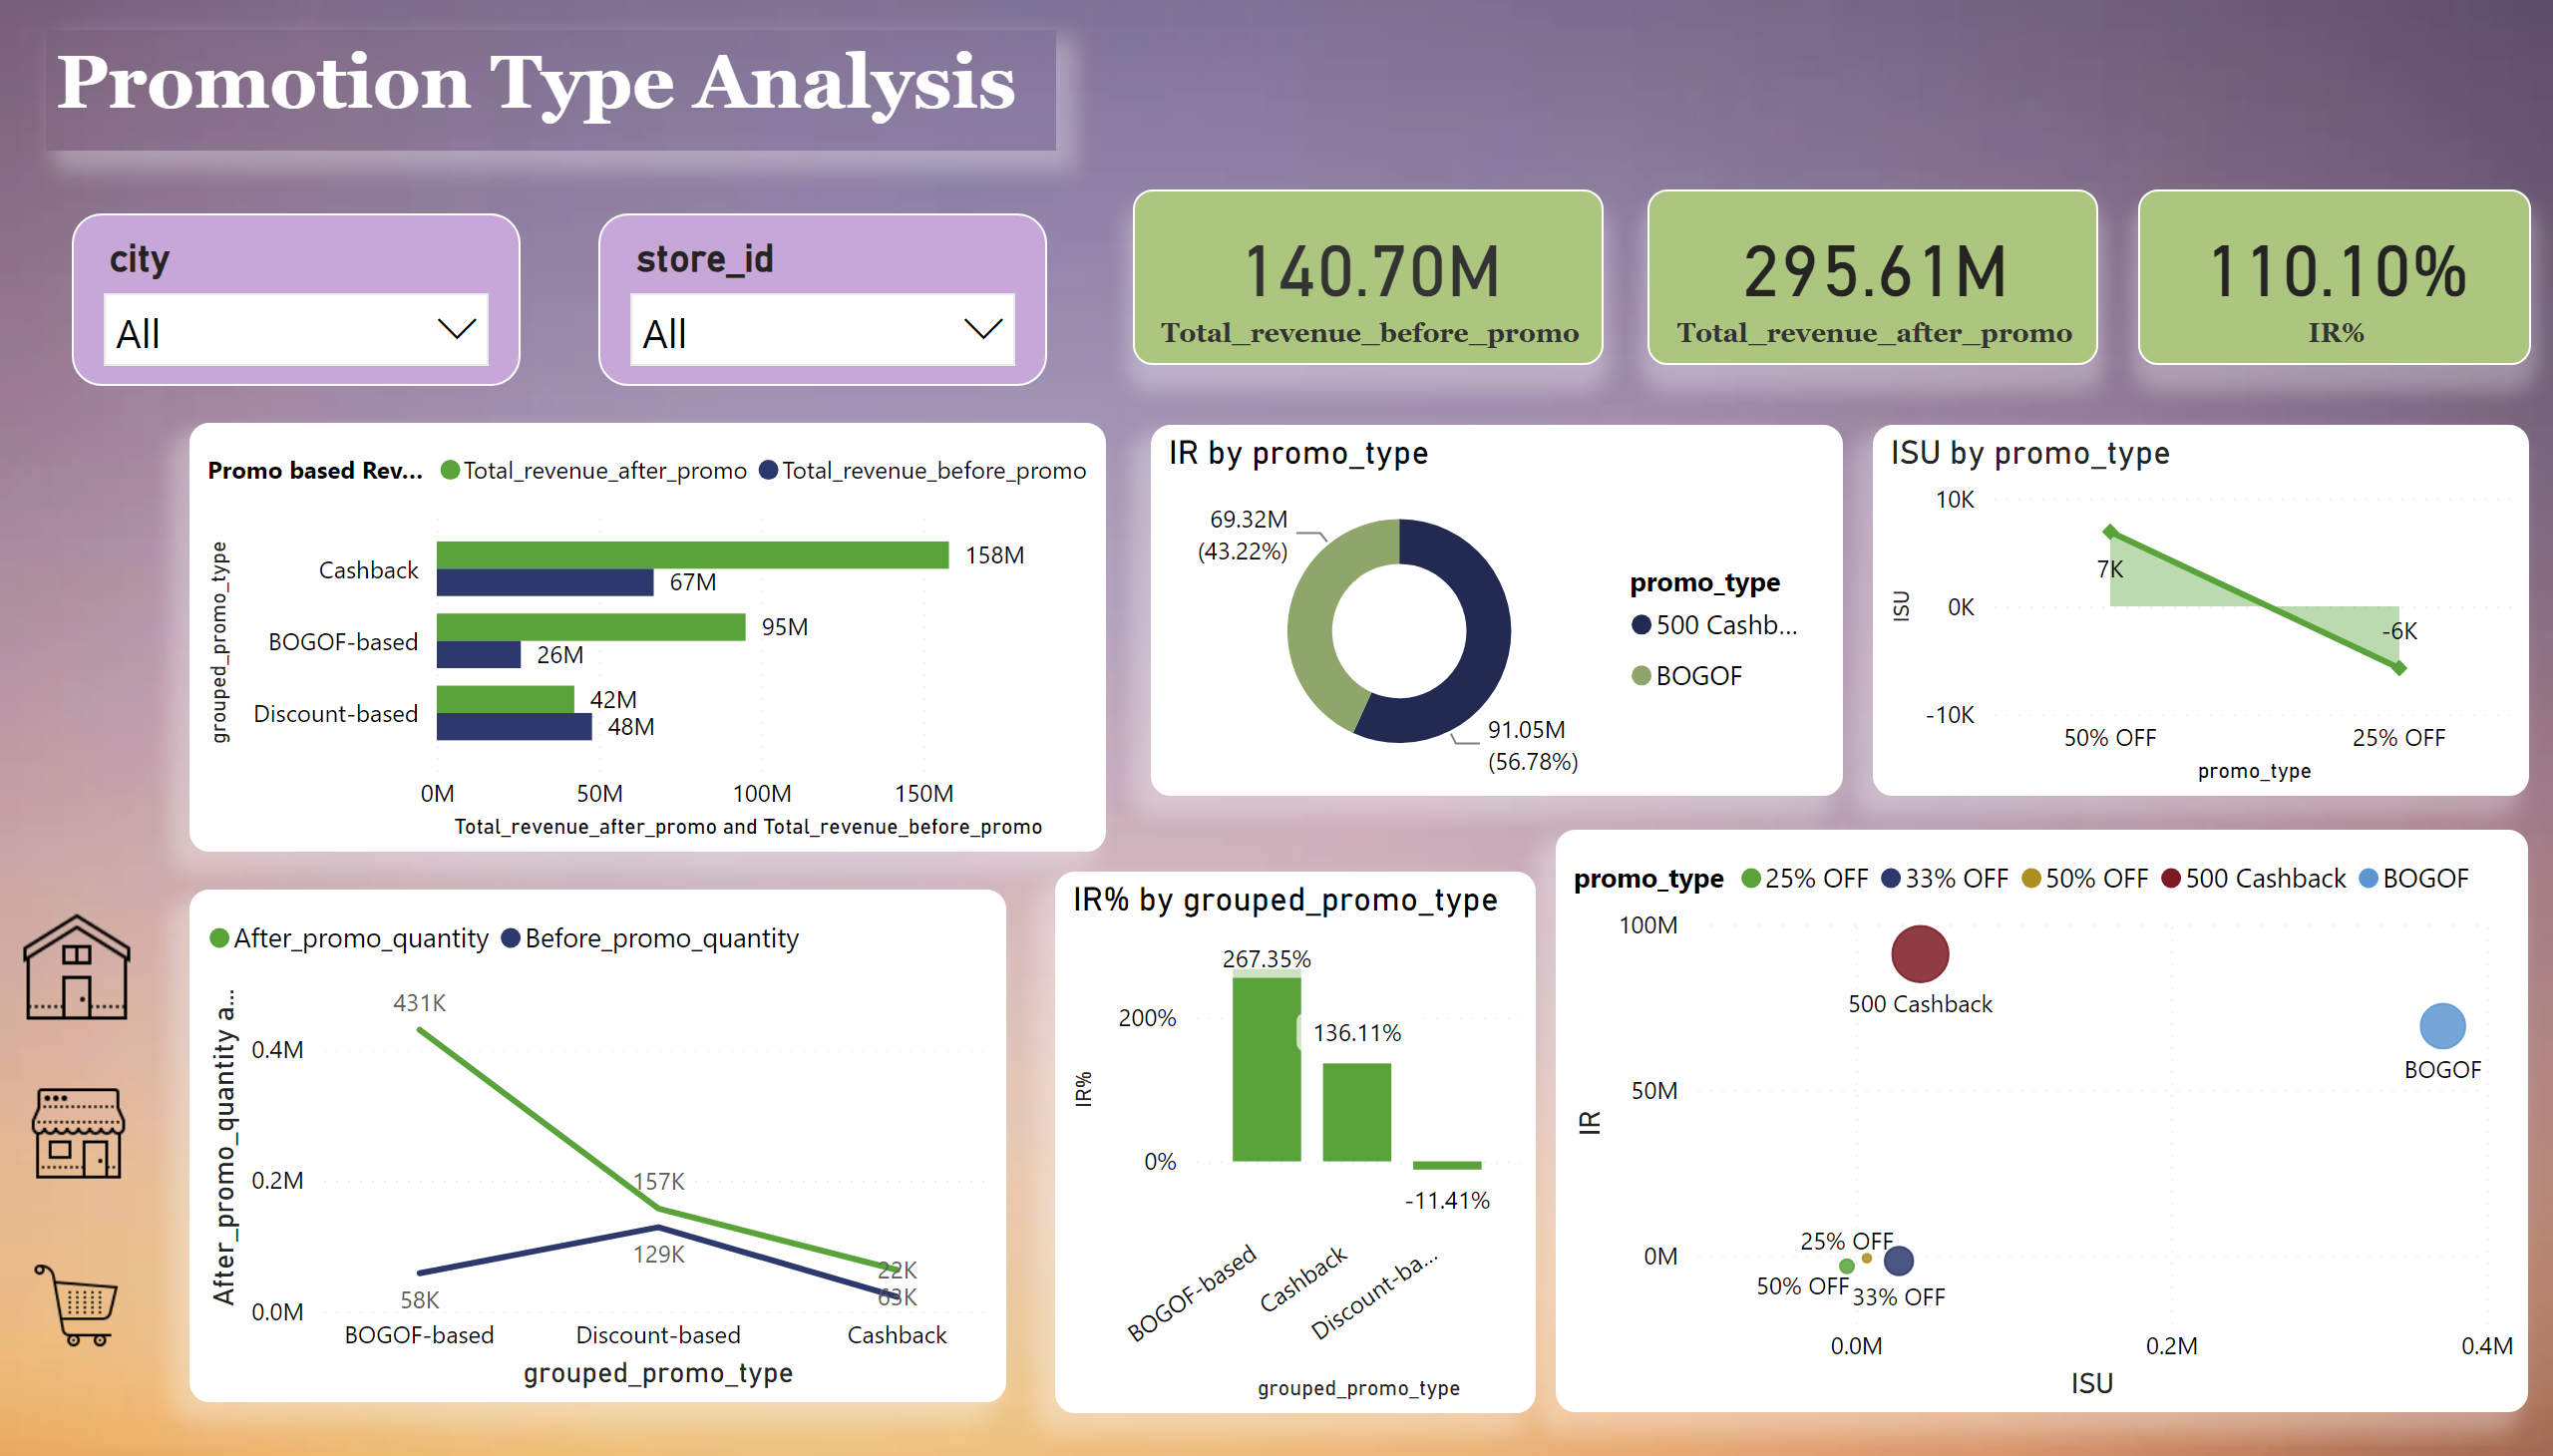 Promotion Type Analysis
city
All
store_id
All
140.70M
Total_revenue_before_promo
295.61M
Total_revenue_after_promo
110.10%
IR%
Promo based Rev... Total_revenue_after_promo Total_revenue_before_promo
grouped_promo_type
Cashback
158M
67M
BOGOF-based
95M
26M
Discount-based
42M
48M
0M 50M 100M 150M
Total_revenue_after_promo and Total_revenue_before_promo
IR by promo_type
69.32M
(43.22%)
91.05M
(56.78%)
promo_type
500 Cashb...
BOGOF
ISU by promo_type
ISU
10K
0K
-10K
7K
-6K
50% OFF 25% OFF
promo_type
After_promo_quantity Before_promo_quantity
After_promo_quantity a...
0.4M
0.2M
0.0M
431K
157K
22K
58K
129K
63K
BOGOF-based Discount-based Cashback
grouped_promo_type
IR% by grouped_promo_type
IR%
200%
0%
267.35%
136.11%
-11.41%
BOGOF-based Cashback Discount-ba...
grouped_promo_type
promo_type 25% OFF 33% OFF 50% OFF 500 Cashback BOGOF
IR
100M
50M
0M
500 Cashback
BOGOF
25% OFF
50% OFF
33% OFF
0.0M 0.2M 0.4M
ISU